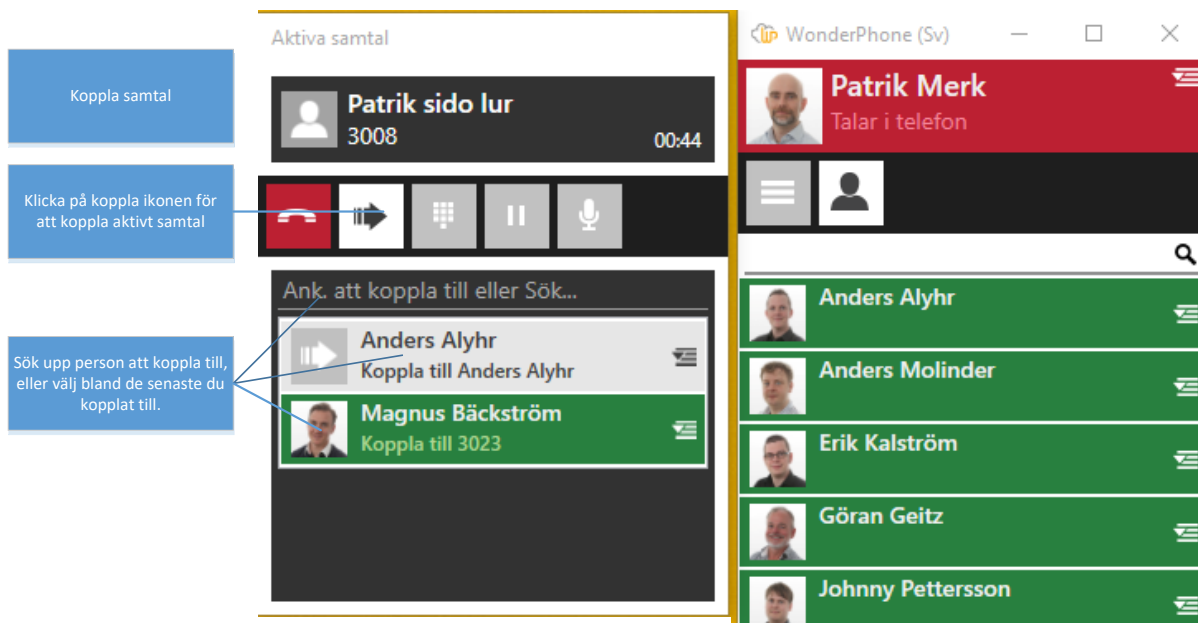 Koppla samtal
Klicka på koppla ikonen för
att koppla aktivt samtal
Sök upp person att koppla till,
eller välj bland de senaste du
kopplat till.
Aktiva samtal
Patrik sido lur
3008
00:44
Ank. att koppla till eller Sök...
Anders Alyhr
Koppla till Anders Alyhr
Magnus Bäckström
Koppla till 3023
WonderPhone (Sv)
Patrik Merk
Talar i telefon
Anders Alyhr
Anders Molinder
Erik Kalström
Göran Geitz
Johnny Pettersson